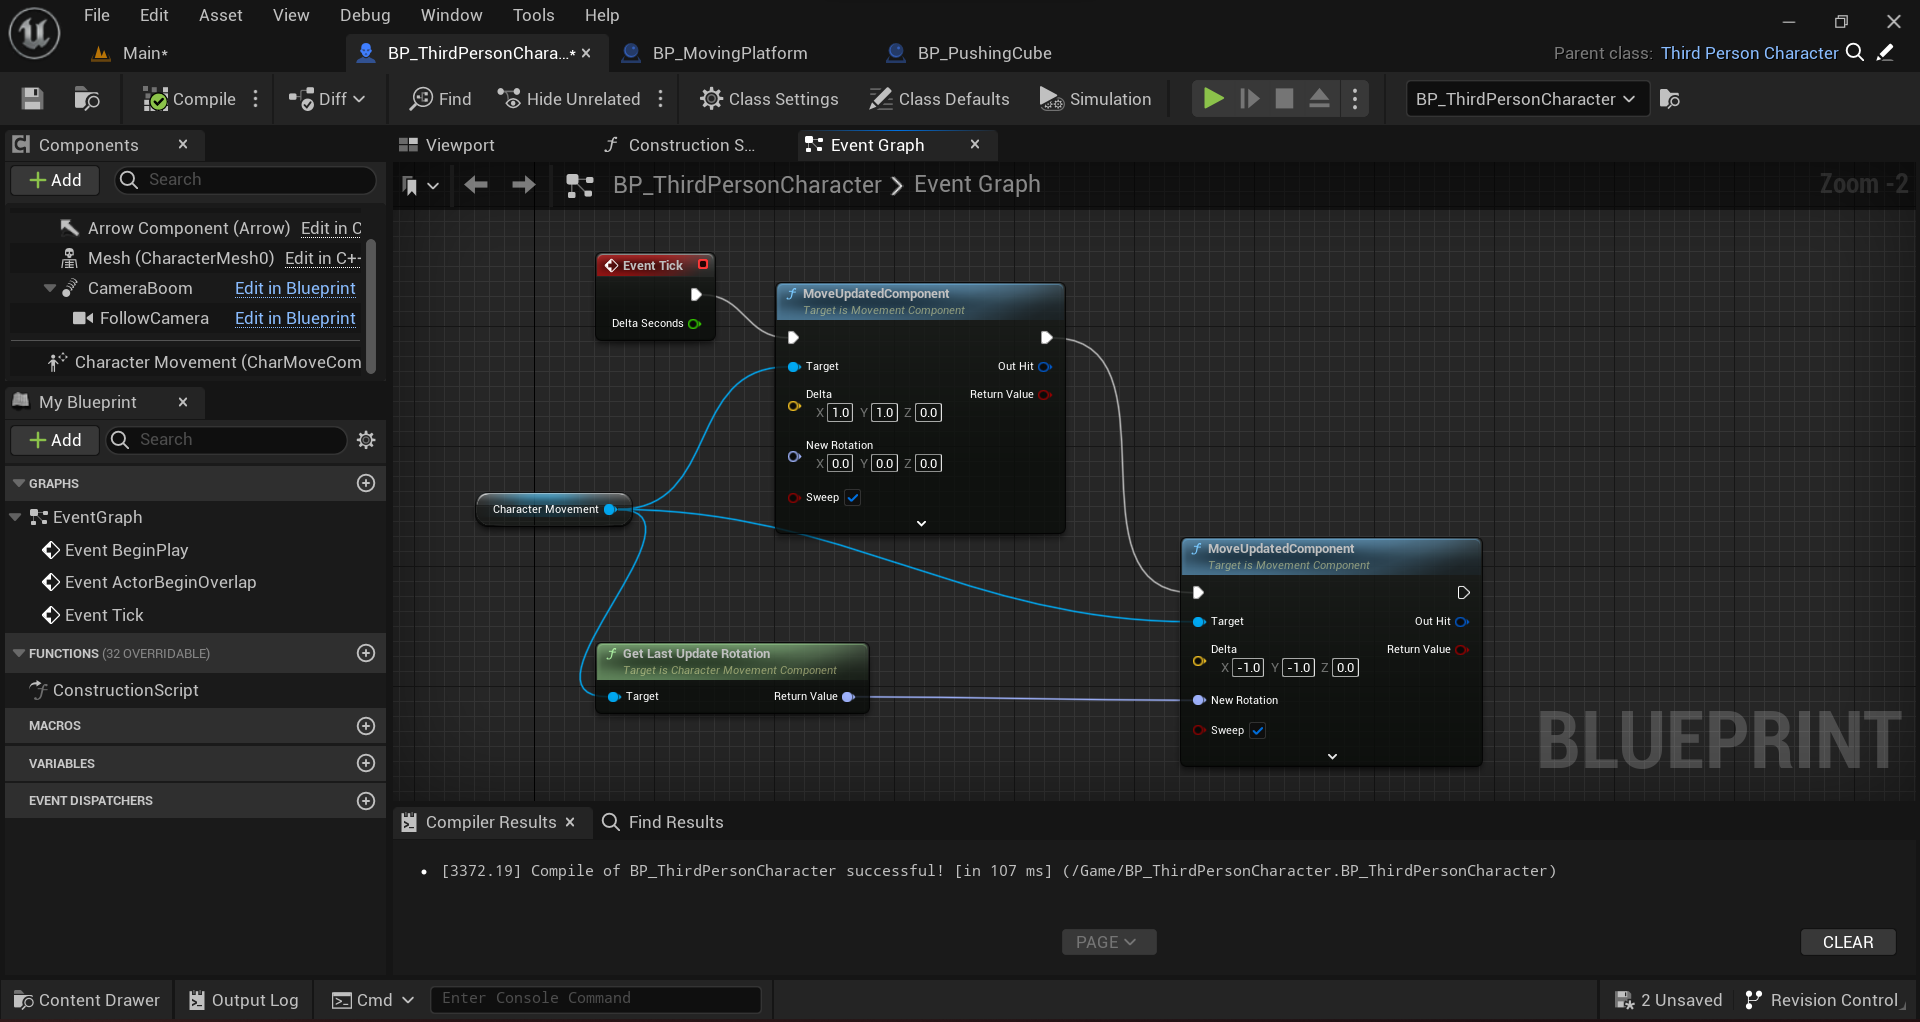 File Edit Asset View Debug Window Tools Help
Main*
BP_ThirdPersonChara...*
BP_MovingPlatform
BP_PushingCube
Parent class: Third Person Character
Compile
Diff
Find
Hide Unrelated
Class Settings
Class Defaults
Simulation
BP_ThirdPersonCharacter
Components
Add
Search
Arrow Component (Arrow) Edit in C
Mesh (CharacterMesh0) Edit in C+
CameraBoom Edit in Blueprint
FollowCamera Edit in Blueprint
Character Movement (CharMoveCom
My Blueprint
Add
Search
GRAPHS
EventGraph
Event BeginPlay
Event ActorBeginOverlap
Event Tick
FUNCTIONS (32 OVERRIDABLE)
ConstructionScript
MACROS
VARIABLES
EVENT DISPATCHERS
Viewport
Construction S...
Event Graph
BP_ThirdPersonCharacter > Event Graph
Zoom -2
Event Tick
Delta Seconds
MoveUpdatedComponent
Target is Movement Component
Target Out Hit
Delta Return Value
X 1.0 Y 1.0 Z 0.0
New Rotation
X 0.0 Y 0.0 Z 0.0
Sweep
Character Movement
MoveUpdatedComponent
Target is Movement Component
Target Out Hit
Delta Return Value
X -1.0 Y -1.0 Z 0.0
New Rotation
Sweep
Get Last Update Rotation
Target is Character Movement Component
Target Return Value
BLUEPRINT
Compiler Results
Find Results
[3372.19] Compile of BP_ThirdPersonCharacter successful! [in 107 ms] (/Game/BP_ThirdPersonCharacter.BP_ThirdPersonCharacter)
PAGE
CLEAR
Content Drawer
Output Log
Cmd
Enter Console Command
2 Unsaved
Revision Control